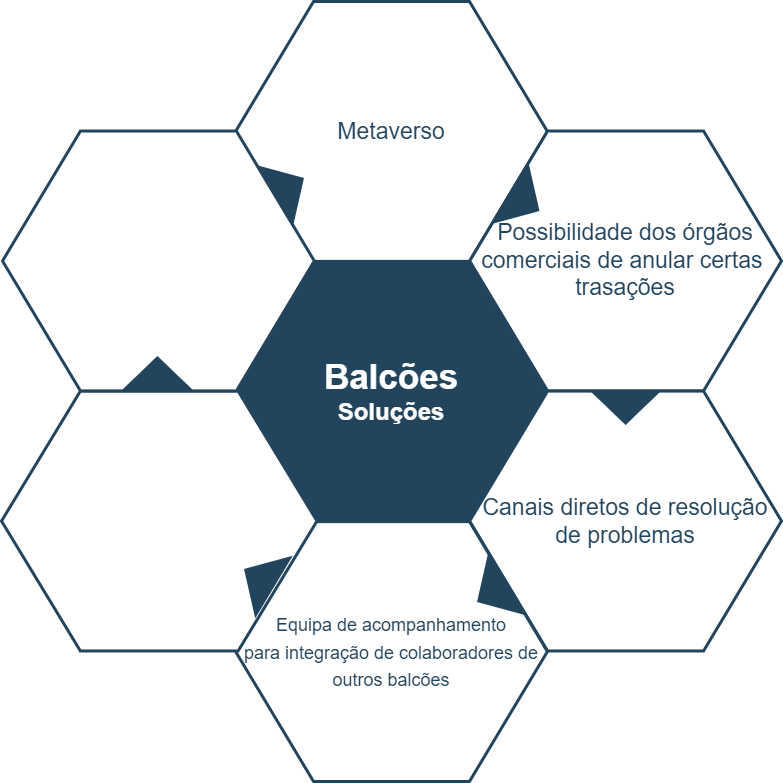 Metaverso
Possibilidade dos órgãos
comerciais de anular certas
trasações
Balcões
Soluções
Canais diretos de resolução
de problemas
Equipa de acompanhamento
para integração de colaboradores de
outros balcões